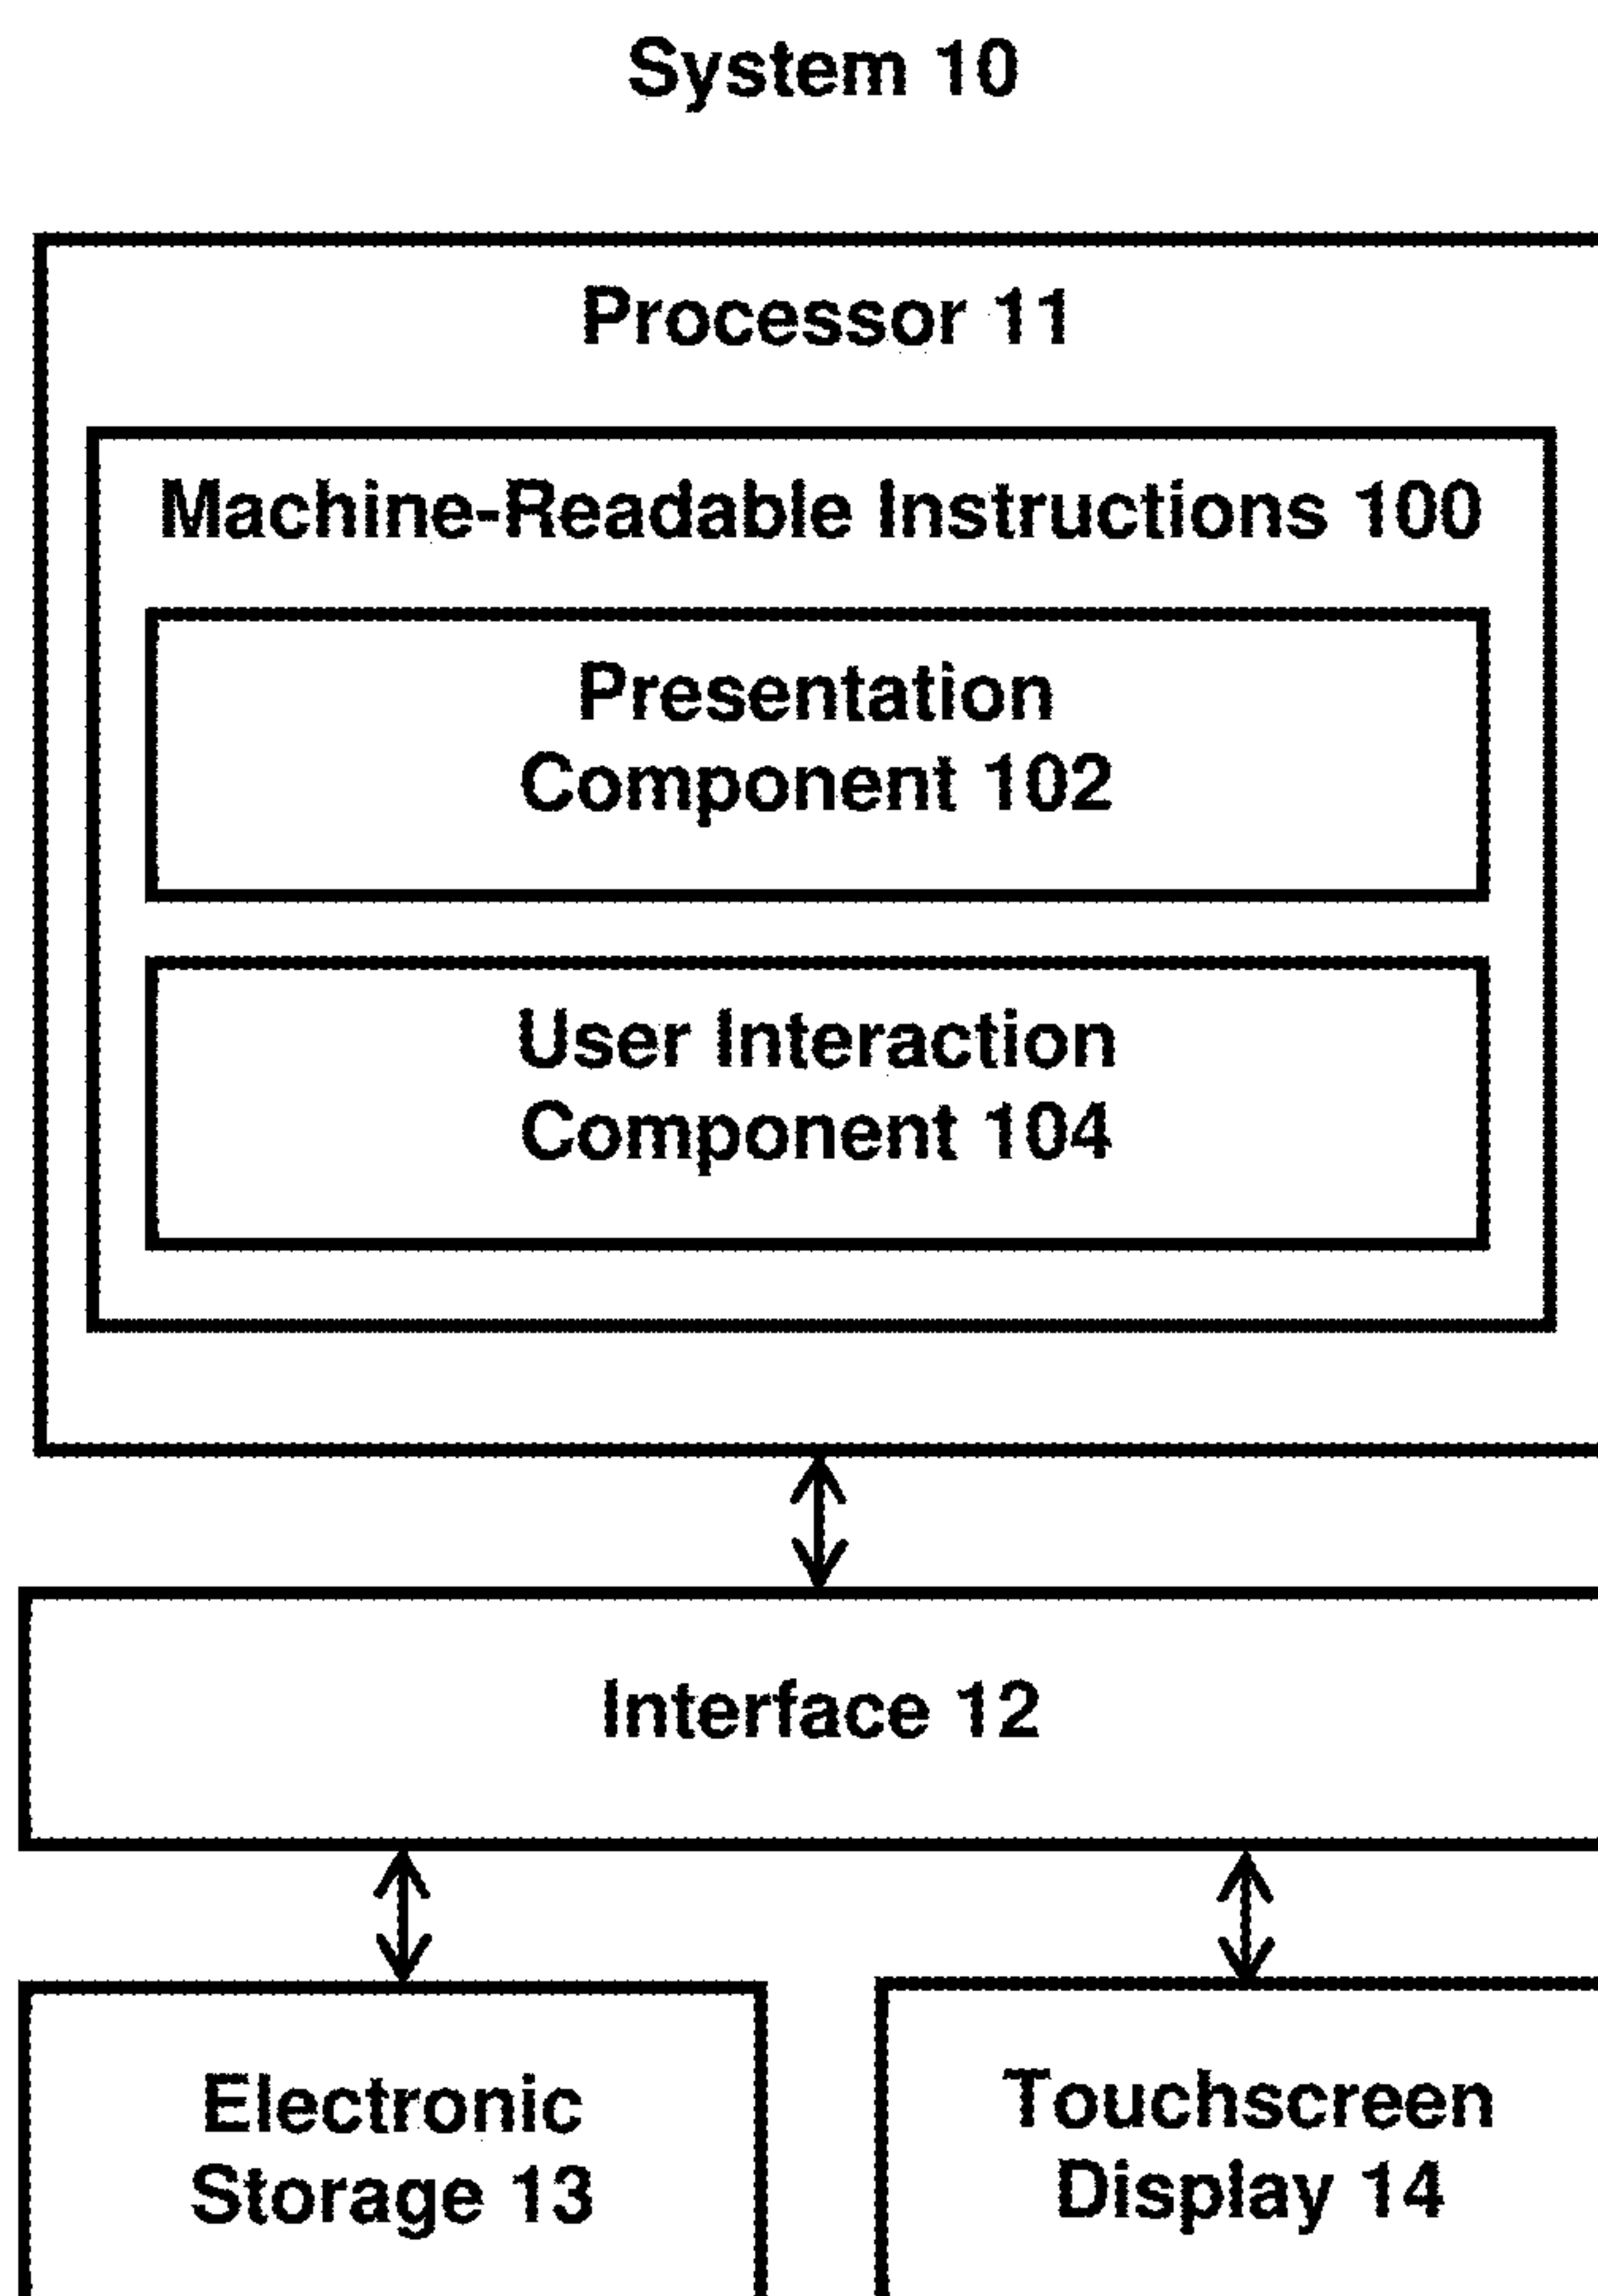 System 10
Processor 11
Machine-Readable Instructions 100
Presentation
Component 102
User Interaction
Component 104
Interface 12
Electronic
Storage 13
Touchscreen
Display 14